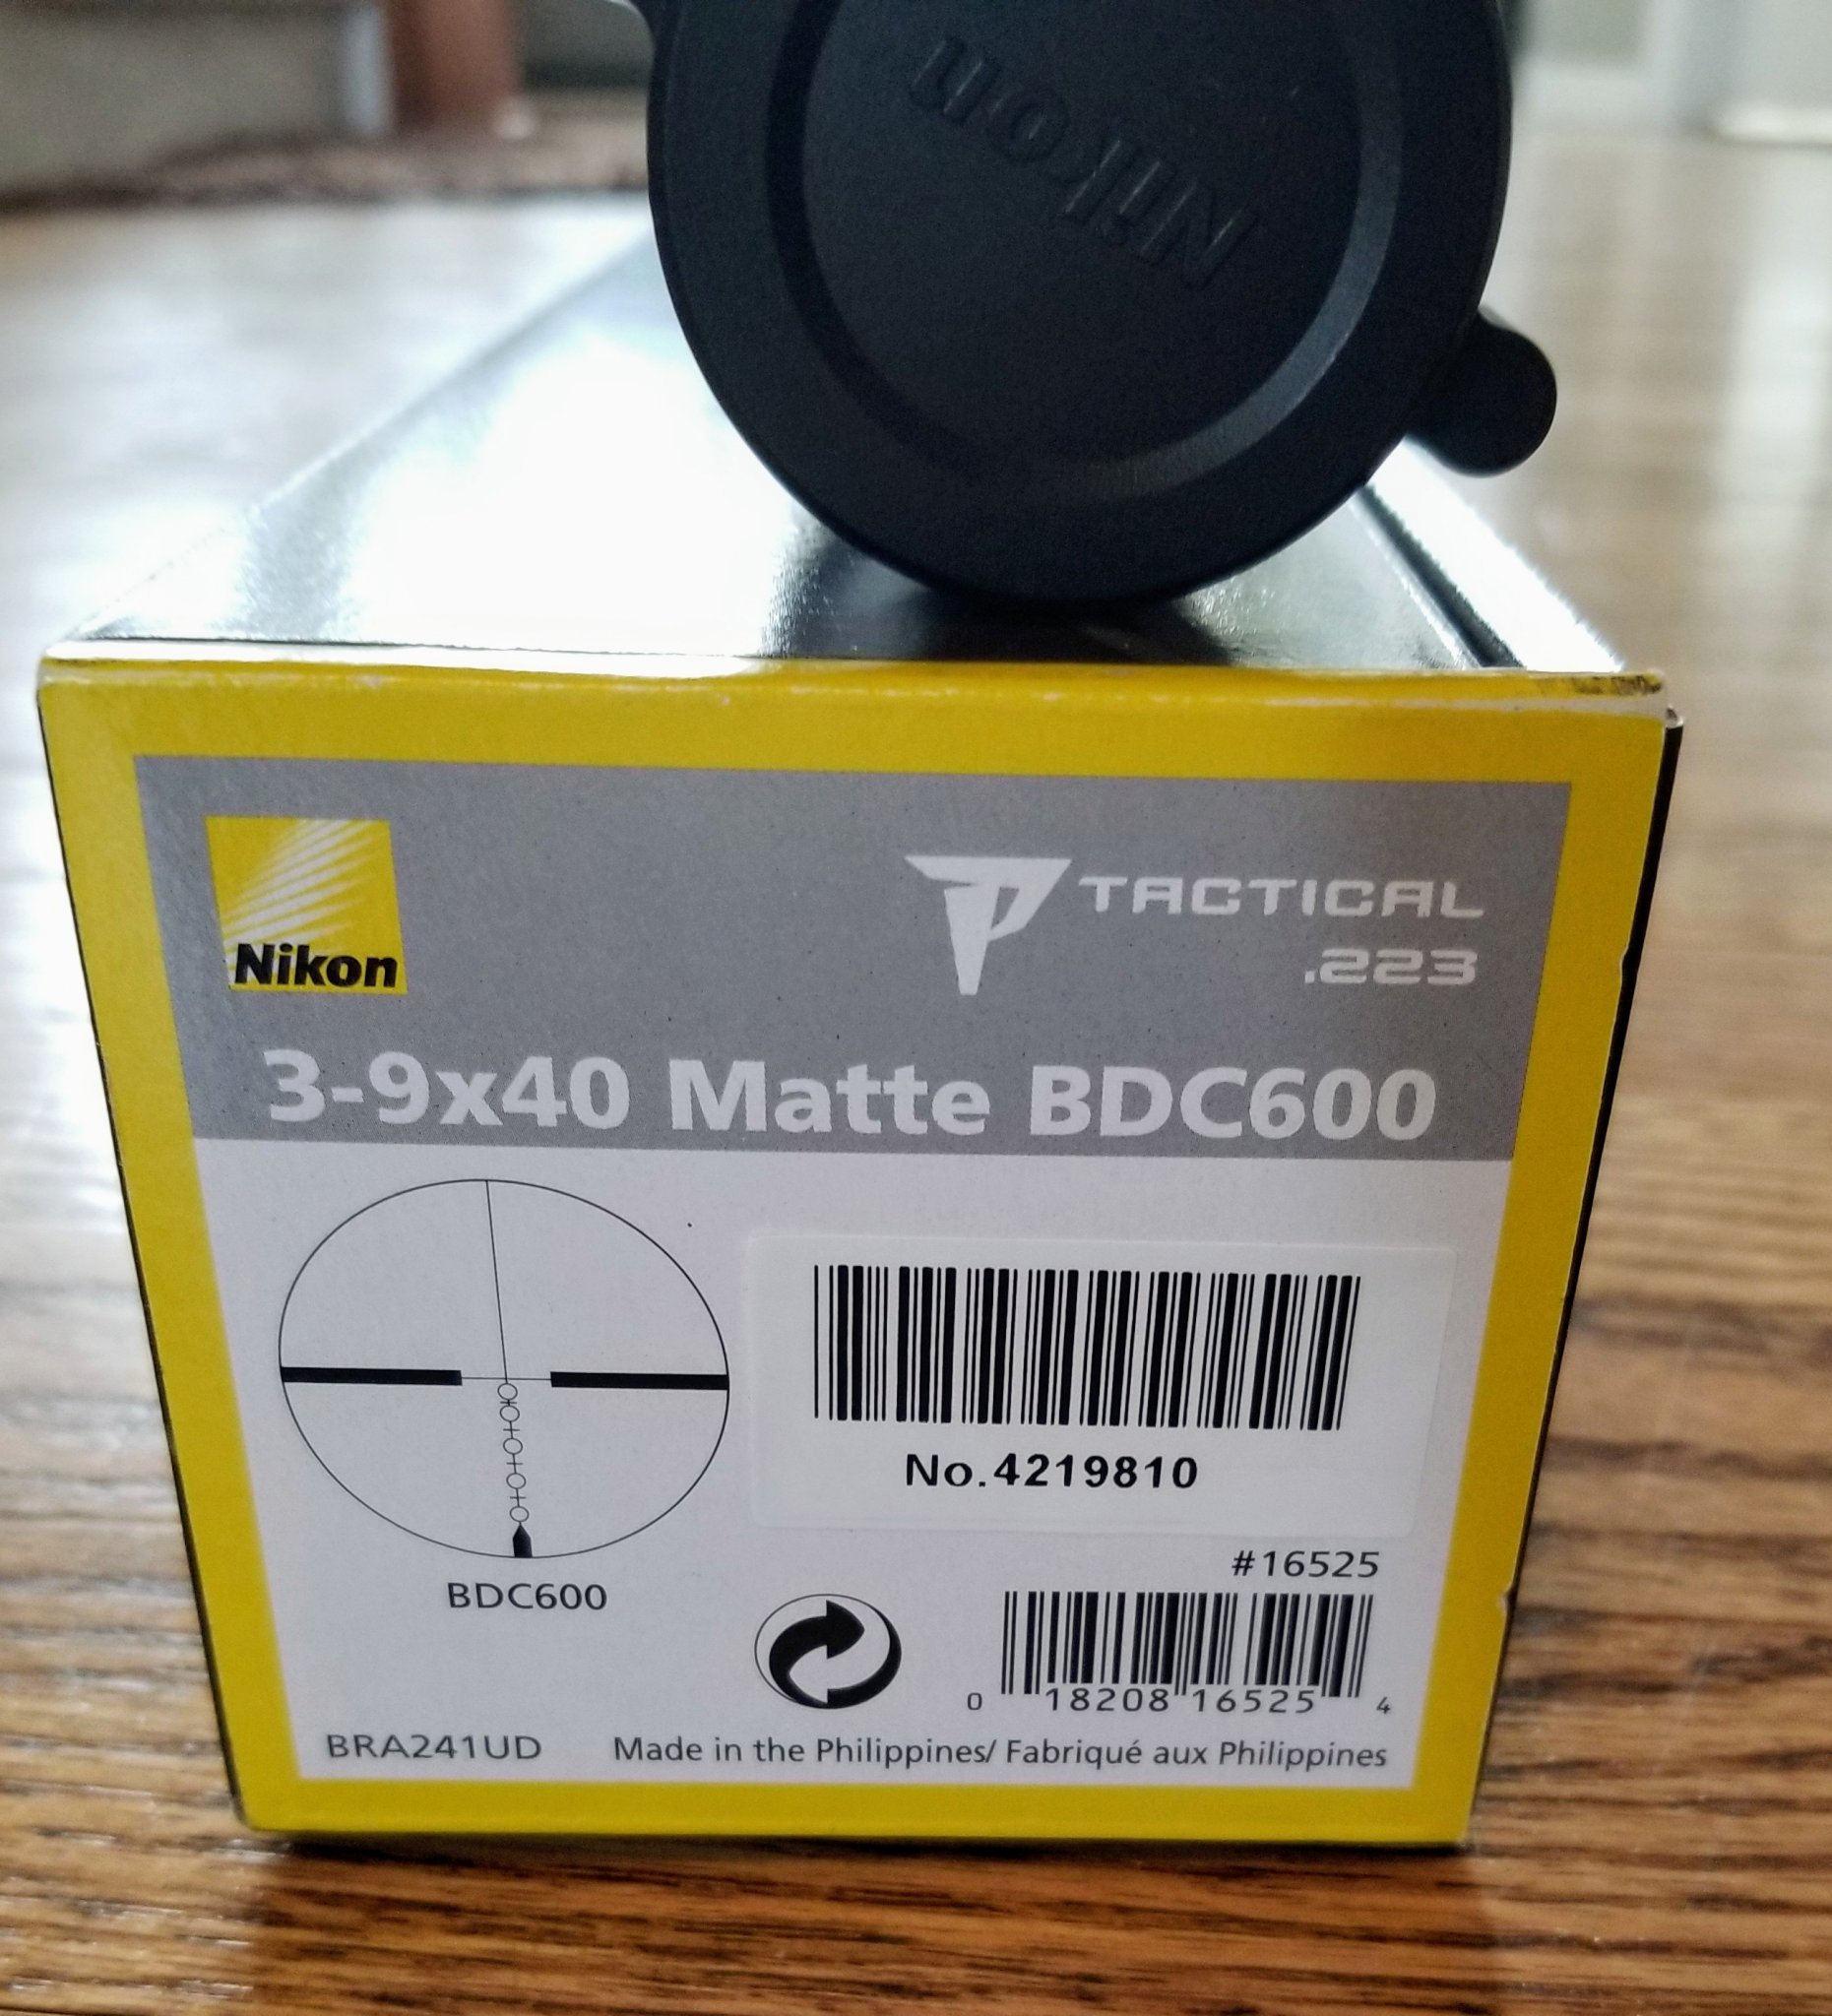 Nikon
Nikon
TACTICAL
.223
3-9x40 Matte BDC600
No.4219810
BDC600
#16525
0 18208 16525 4
BRA241UD
Made in the Philippines/ Fabriqué aux Philippines